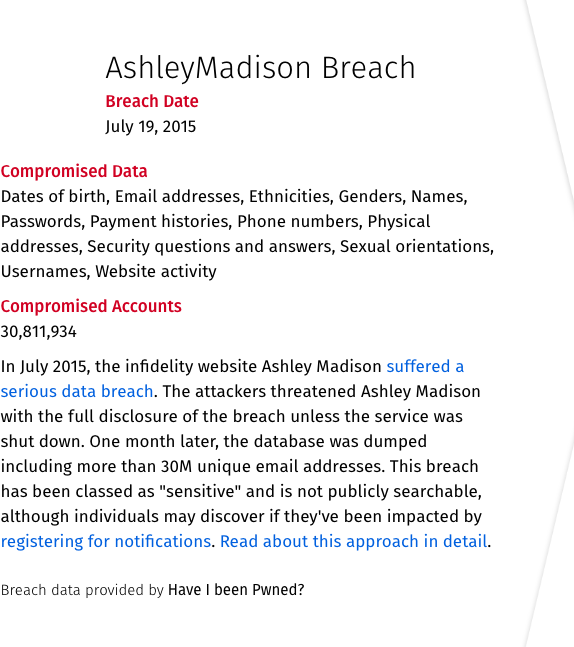 AshleyMadison Breach
Breach Date
July 19, 2015
Compromised Data
Dates of birth, Email addresses, Ethnicities, Genders, Names,
Passwords, Payment histories, Phone numbers, Physical
addresses, Security questions and answers, Sexual orientations,
Usernames, Website activity
Compromised Accounts
30,811,934
In July 2015, the infidelity website Ashley Madison suffered a
serious data breach. The attackers threatened Ashley Madison
with the full disclosure of the breach unless the service was
shut down. One month later, the database was dumped
including more than 30M unique email addresses. This breach
has been classed as "sensitive" and is not publicly searchable,
although individuals may discover if they've been impacted by
registering for notifications. Read about this approach in detail.
Breach data provided by Have I been Pwned?